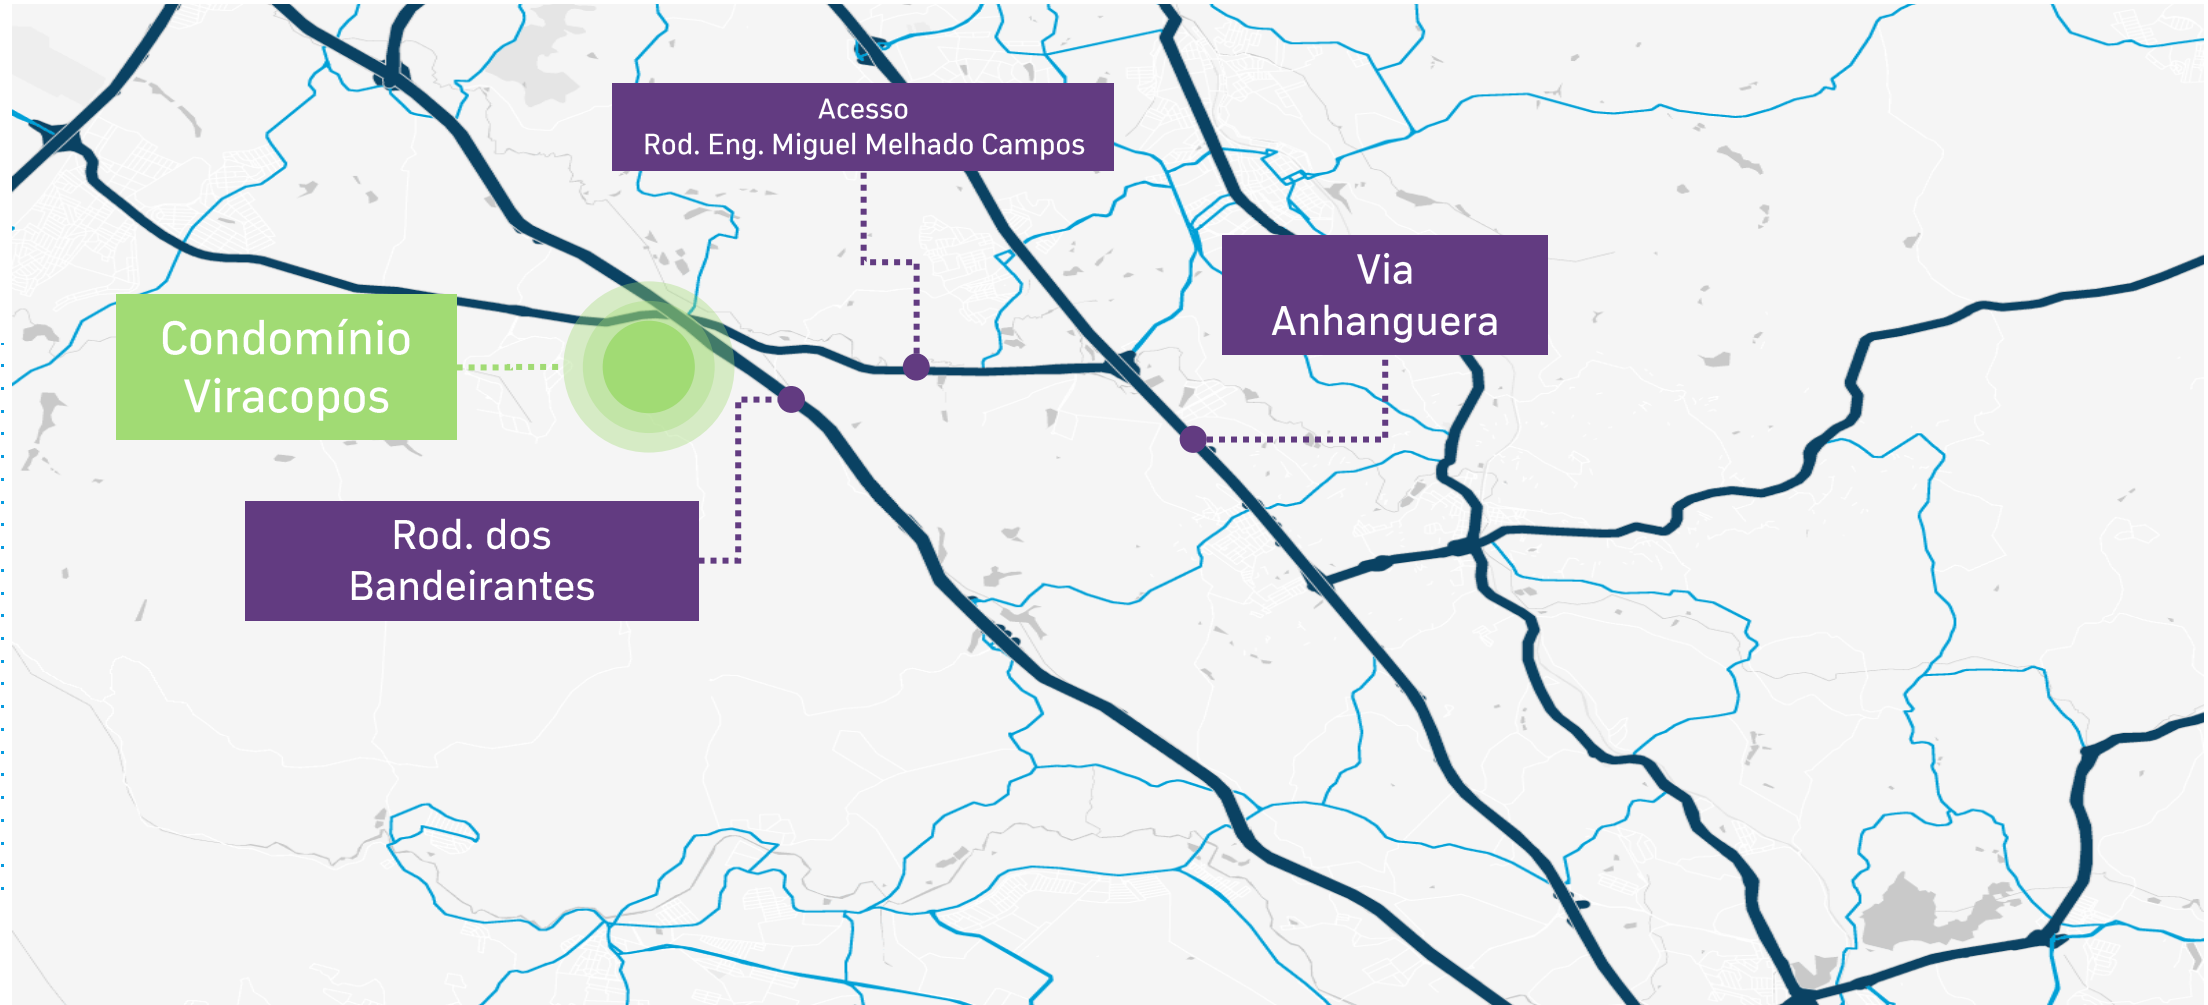 Acesso
Rod. Eng. Miguel Melhado Campos
Via
Anhanguera
Condomínio
Viracopos
Rod. dos
Bandeirantes